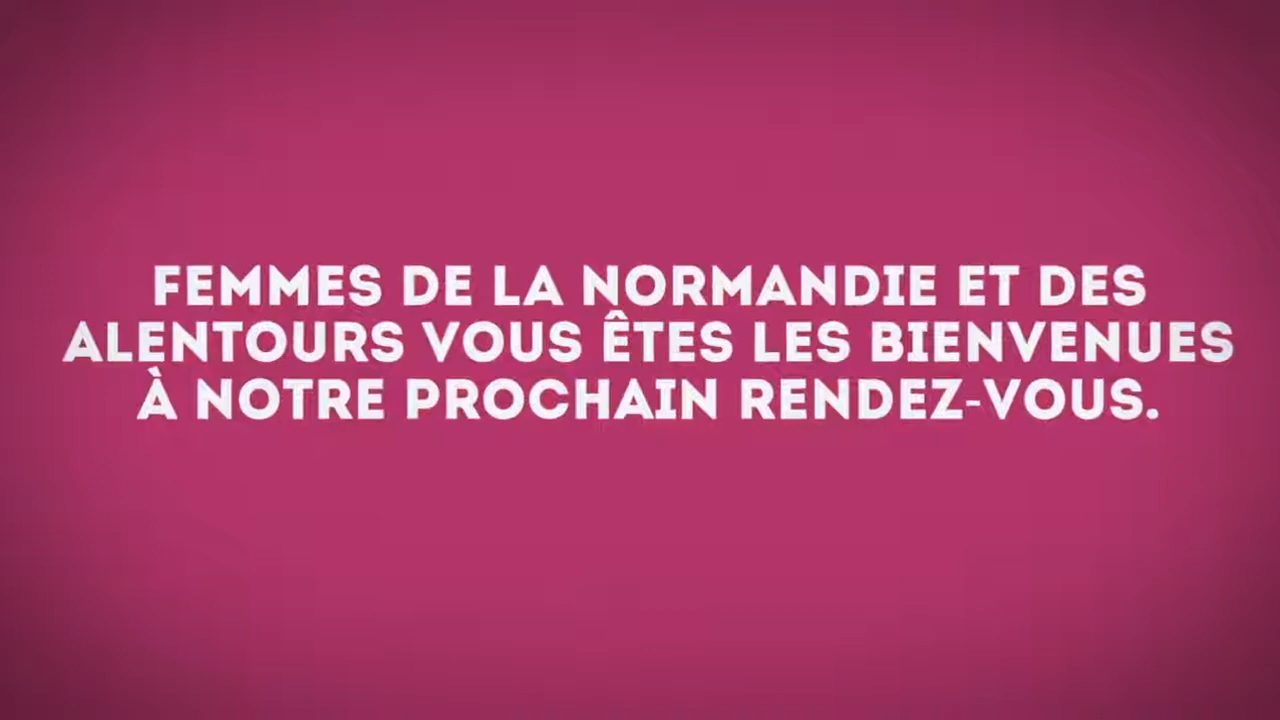 FEMMES DE LA NORMANDIE ET DES
ALENTOURS VOUS ÊTES LES BIENVENUES
À NOTRE PROCHAIN RENDEZ-VOUS.